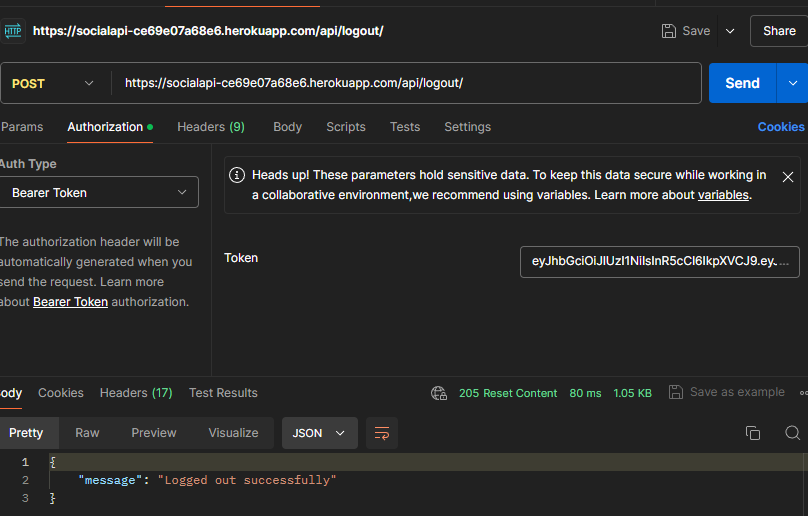 HTTP https://socialapi-ce69e07a68e6.herokuapp.com/api/logout/ Save Share
POST https://socialapi-ce69e07a68e6.herokuapp.com/api/logout/ Send
Params Authorization Headers (9) Body Scripts Tests Settings Cookies
Auth Type
Bearer Token
The authorization header will be
automatically generated when you
send the request. Learn more
about Bearer Token authorization.
Heads up! These parameters hold sensitive data. To keep this data secure while working in
a collaborative environment,we recommend using variables. Learn more about variables.
Token eyJhbGciOiJIUzI1NiIsInR5cCI6IkpXVCJ9.ey. ...
ody Cookies Headers (17) Test Results 205 Reset Content 80 ms 1.05 KB Save as example
Pretty Raw Preview Visualize JSON
1 {
2 "message": "Logged out successfully"
3 }